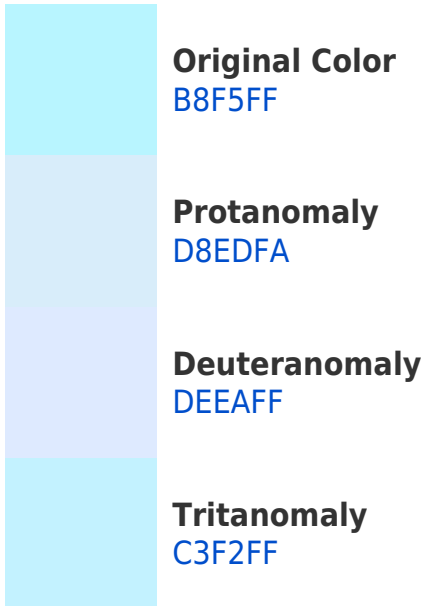 Original Color
B8F5FF
Protanomaly
D8EDFA
Deuteranomaly
DEEAFF
Tritanomaly
C3F2FF